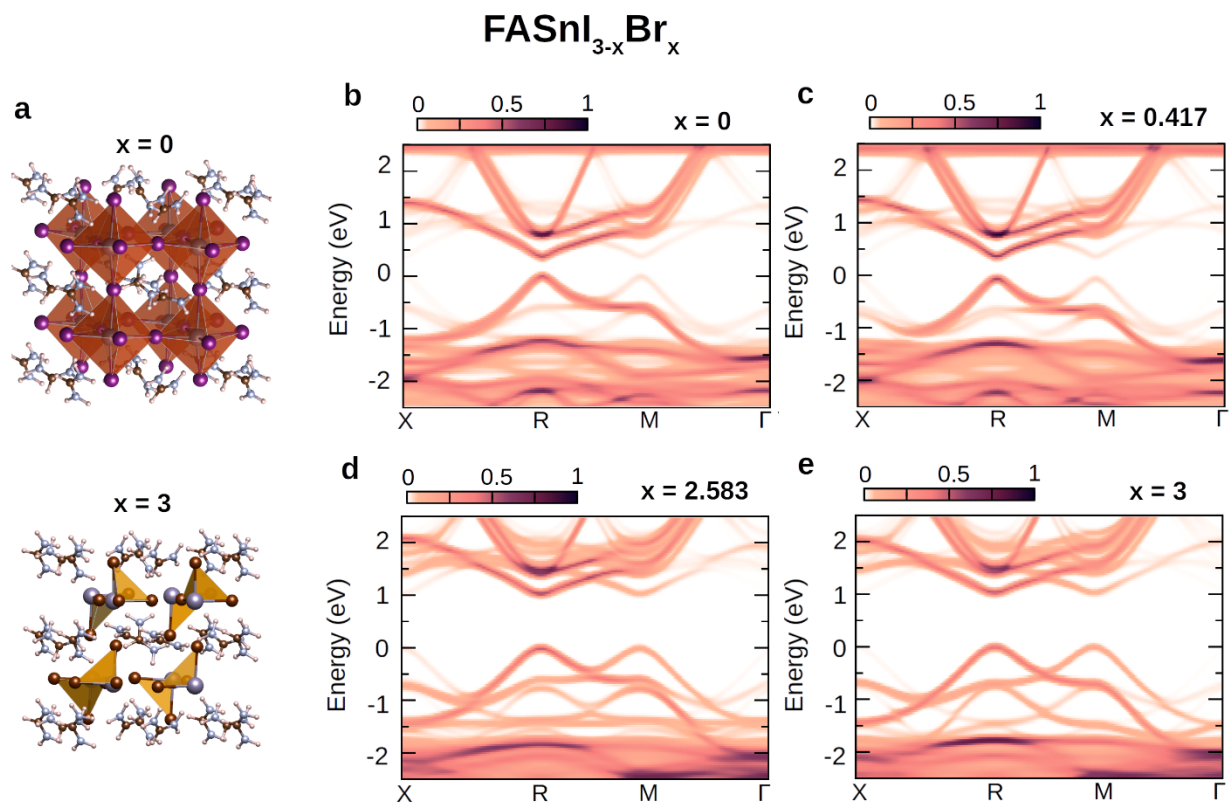 FASnI3-xBrx
a
x = 0
x = 3
b
0 0.5 1
x = 0
Energy (eV)
2
1
0
-1
-2
X R M Γ
c
0 0.5 1
x = 0.417
Energy (eV)
2
1
0
-1
-2
X R M Γ
d
0 0.5 1
x = 2.583
Energy (eV)
2
1
0
-1
-2
X R M Γ
e
0 0.5 1
x = 3
Energy (eV)
2
1
0
-1
-2
X R M Γ